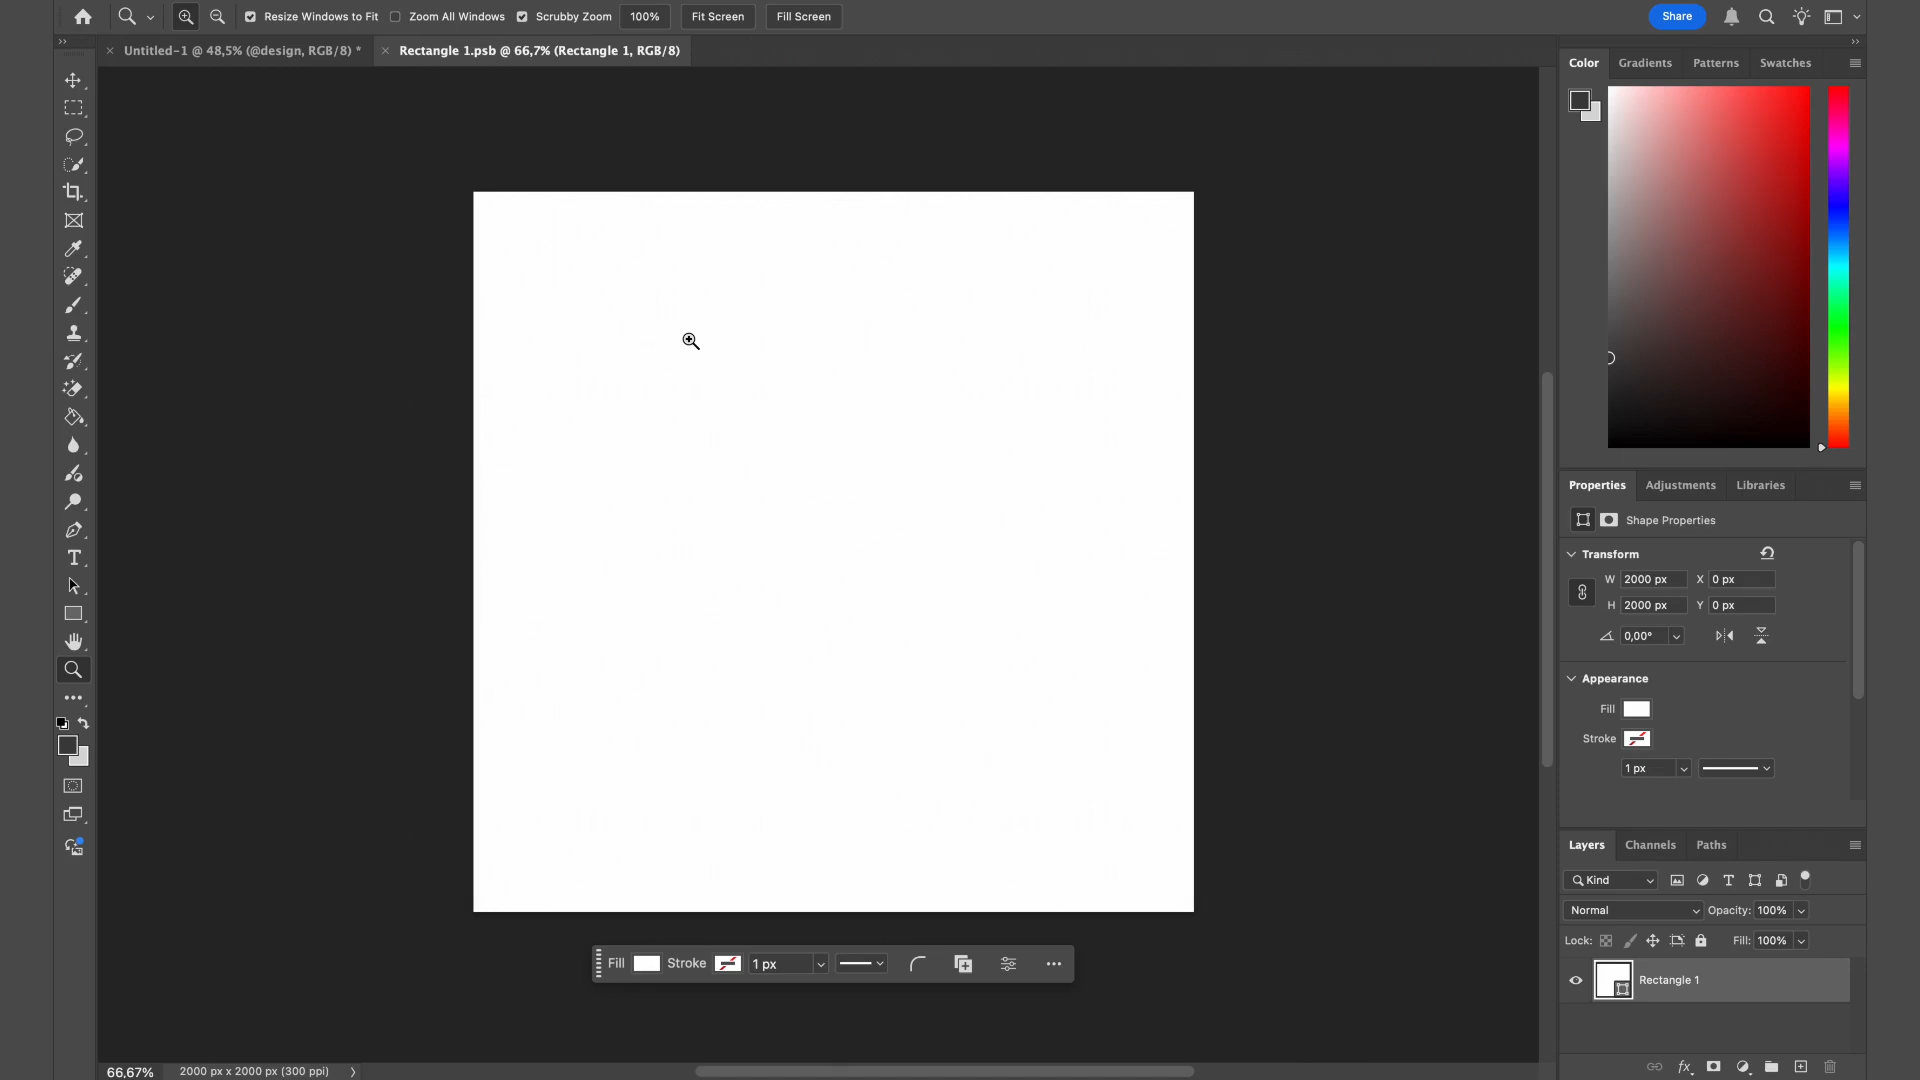 Resize Windows to Fit Zoom All Windows Scrubby Zoom 100% Fit Screen Fill Screen Share
Untitled-1 @ 48,5% (@design, RGB/8) * Rectangle 1.psb @ 66,7% (Rectangle 1, RGB/8)
Color Gradients Patterns Swatches
Properties Adjustments Libraries
Shape Properties
Transform
W 2000 px X 0 px
H 2000 px Y 0 px
0,00°
Appearance
Fill
Stroke
1 px
Layers Channels Paths
Kind
Normal Opacity: 100%
Lock: Fill: 100%
Rectangle 1
Fill Stroke 1 px
66,67% 2000 px x 2000 px (300 ppi)